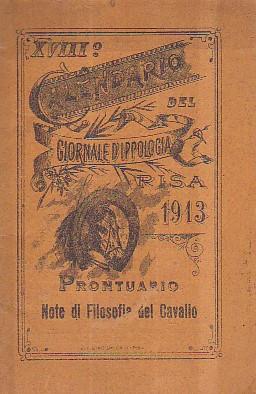 XVIII°
CALENDARIO
DEL
GIORNALE D'IPPOLOGIA
PISA
1913
PRONTUARIO
Note di Filosofia del Cavallo